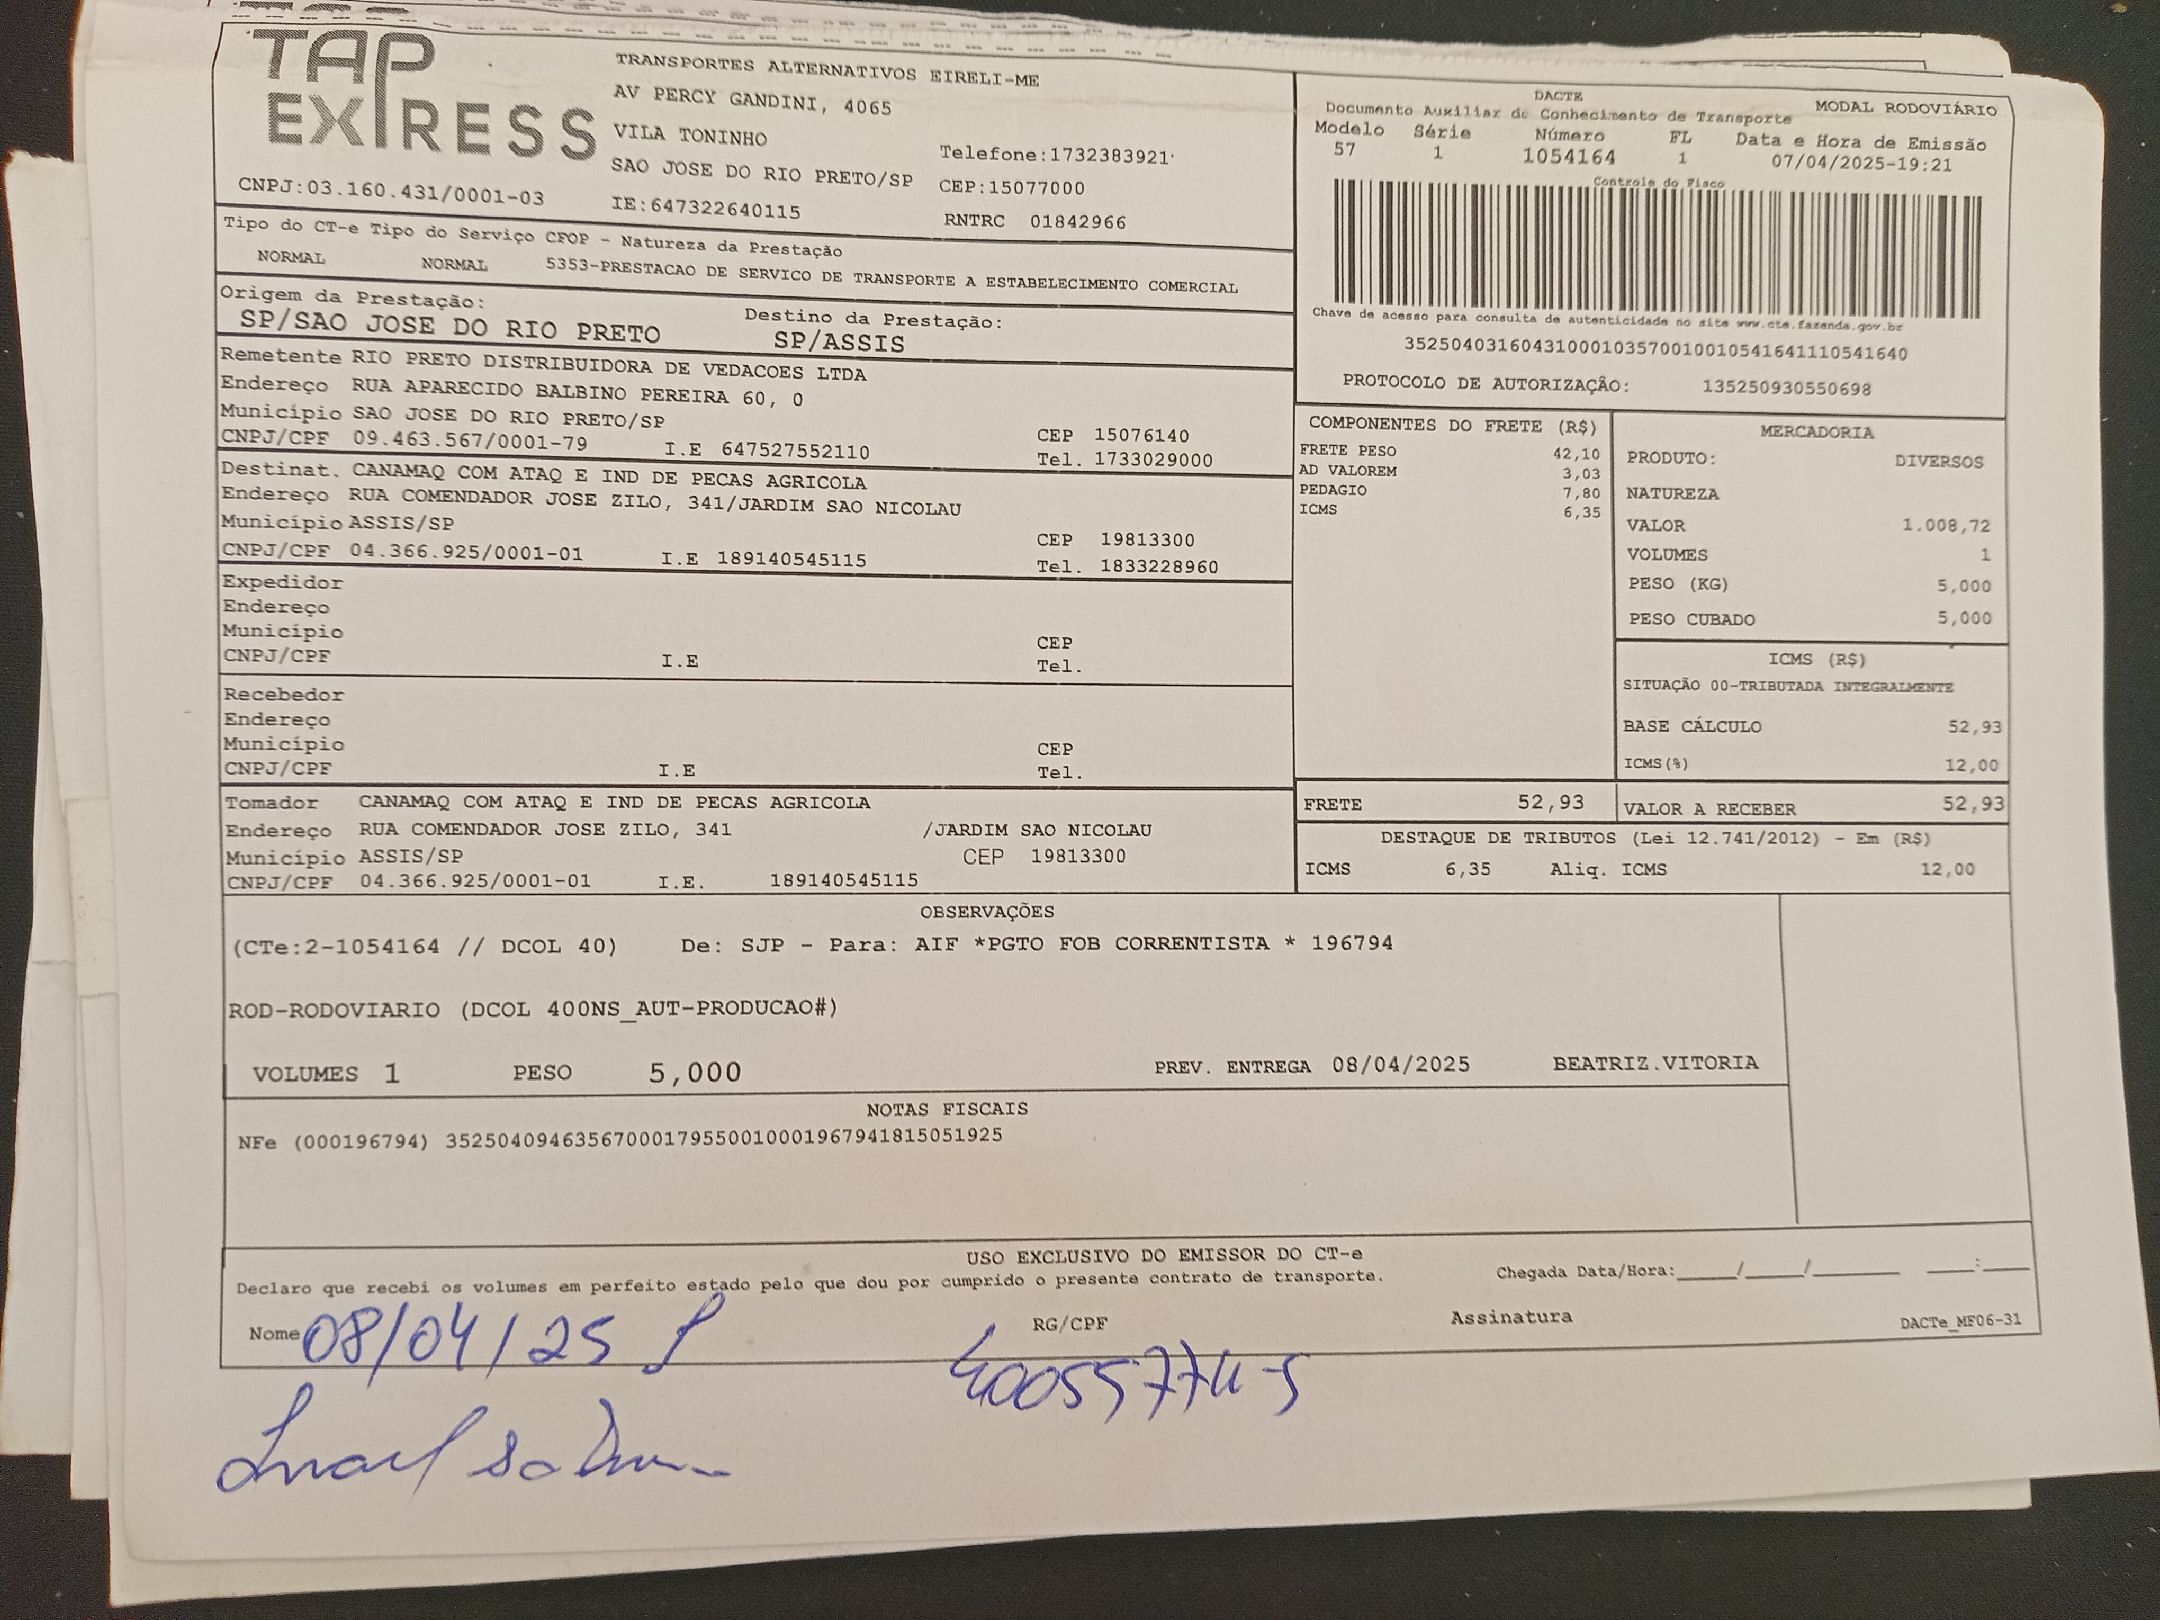 TAP EXPRESS
TRANSPORTES ALTERNATIVOS EIRELI-ME
AV PERCY GANDINI, 4065
VILA TONINHO
Telefone:1732383921
SAO JOSE DO RIO PRETO/SP CEP:15077000
CNPJ:03.160.431/0001-03 IE:647322640115 RNTRC 01842966
DACTE MODAL RODOVIÁRIO
Documento Auxiliar de Conhecimento de Transporte
Modelo Série Número FL Data e Hora de Emissão
57 1 1054164 1 07/04/2025-19:21
Controle do Fisco
Chave de acesso para consulta de autenticidade no site www.cte.fazenda.gov.br
35250403160431000103570010010541641110541640
PROTOCOLO DE AUTORIZAÇÃO: 135250930550698
Tipo do CT-e Tipo do Serviço CFOP - Natureza da Prestação
NORMAL NORMAL 5353-PRESTACAO DE SERVICO DE TRANSPORTE A ESTABELECIMENTO COMERCIAL
Origem da Prestação: Destino da Prestação:
SP/SAO JOSE DO RIO PRETO SP/ASSIS
Remetente RIO PRETO DISTRIBUIDORA DE VEDACOES LTDA
Endereço RUA APARECIDO BALBINO PEREIRA 60, 0
Município SAO JOSE DO RIO PRETO/SP CEP 15076140
CNPJ/CPF 09.463.567/0001-79 I.E 647527552110 Tel. 1733029000
Destinat. CANAMAQ COM ATAQ E IND DE PECAS AGRICOLA
Endereço RUA COMENDADOR JOSE ZILO, 341/JARDIM SAO NICOLAU
Município ASSIS/SP CEP 19813300
CNPJ/CPF 04.366.925/0001-01 I.E 189140545115 Tel. 1833228960
Expedidor
Endereço
Município CEP
CNPJ/CPF I.E Tel.
Recebedor
Endereço
Município CEP
CNPJ/CPF I.E Tel.
Tomador CANAMAQ COM ATAQ E IND DE PECAS AGRICOLA
Endereço RUA COMENDADOR JOSE ZILO, 341 /JARDIM SAO NICOLAU
Município ASSIS/SP CEP 19813300
CNPJ/CPF 04.366.925/0001-01 I.E. 189140545115
COMPONENTES DO FRETE (R$)
FRETE PESO 42,10
AD VALOREM 3,03
PEDAGIO 7,80
ICMS 6,35
MERCADORIA
PRODUTO: DIVERSOS
NATUREZA
VALOR 1.008,72
VOLUMES 1
PESO (KG) 5,000
PESO CUBADO 5,000
ICMS (R$)
SITUAÇÃO 00-TRIBUTADA INTEGRALMENTE
BASE CÁLCULO 52,93
ICMS(%) 12,00
FRETE 52,93 VALOR A RECEBER 52,93
DESTAQUE DE TRIBUTOS (Lei 12.741/2012) - Em (R$)
ICMS 6,35 Aliq. ICMS 12,00
OBSERVAÇÕES
(CTe:2-1054164 // DCOL 40) De: SJP - Para: AIF *PGTO FOB CORRENTISTA * 196794
ROD-RODOVIARIO (DCOL 400NS_AUT-PRODUCAO#)
VOLUMES 1 PESO 5,000 PREV. ENTREGA 08/04/2025 BEATRIZ.VITORIA
NOTAS FISCAIS
NFe (000196794) 35250409463567000179550010001967941815051925
USO EXCLUSIVO DO EMISSOR DO CT-e
Declaro que recebi os volumes em perfeito estado pelo que dou por cumprido o presente contrato de transporte. Chegada Data/Hora:_____/_____/_______ ____:____
Nome 08/04/25 RG/CPF Assinatura DACTe_MF06-31